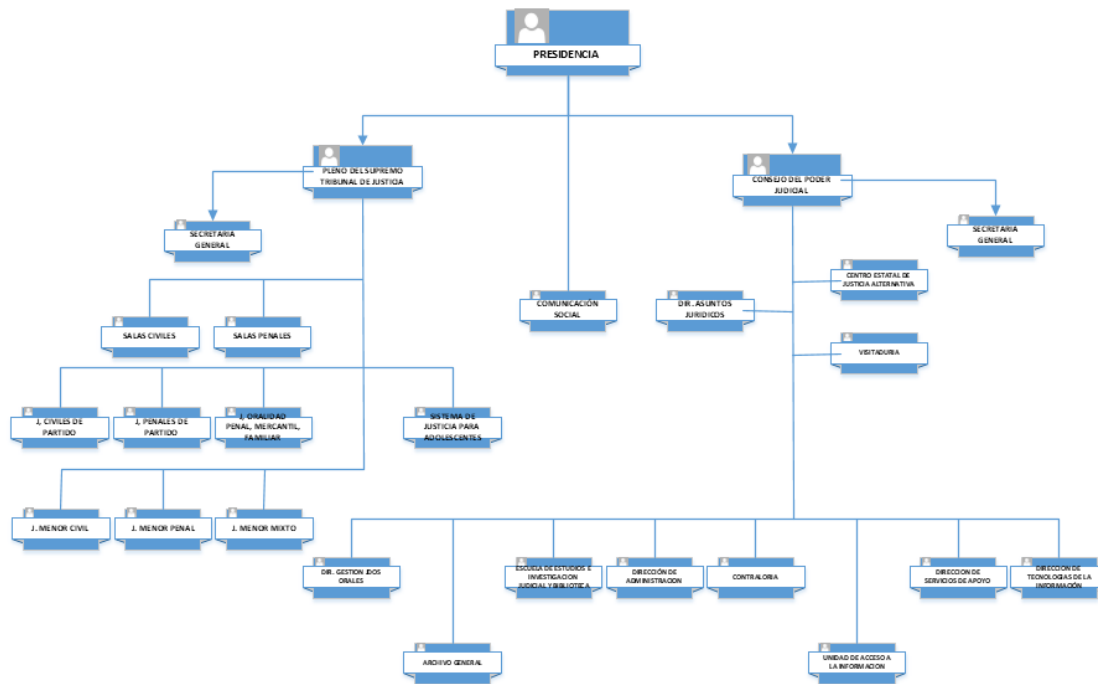 PRESIDENCIA
PLENO DEL SUPREMO
TRIBUNAL DE JUSTICIA
CONSEJO DEL PODER
JUDICIAL
SECRETARIA
GENERAL
SECRETARIA
GENERAL
CENTRO ESTATAL DE
JUSTICIA ALTERNATIVA
COMUNICACIÓN
SOCIAL
DIR. ASUNTOS
JURIDICOS
SALAS CIVILES
SALAS PENALES
VISITADURIA
J, CIVILES DE
PARTIDO
J, PENALES DE
PARTIDO
J, ORALIDAD
PENAL, MERCANTIL,
FAMILIAR
SISTEMA DE
JUSTICIA PARA
ADOLESCENTES
J. MENOR CIVIL
J. MENOR PENAL
J. MENOR MIXTO
DIR. GESTION JDOS
ORALES
ESCUELA DE ESTUDIOS E
INVESTIGACION
JUDICIAL Y BIBLIOTECA
DIRECCIÓN DE
ADMINISTRACION
CONTRALORIA
DIRECCION DE
SERVICIOS DE APOYO
DIRECCION DE
TECNOLOGIAS DE LA
INFORMACIÓN
ARCHIVO GENERAL
UNIDAD DE ACCESO A
LA INFORMACION